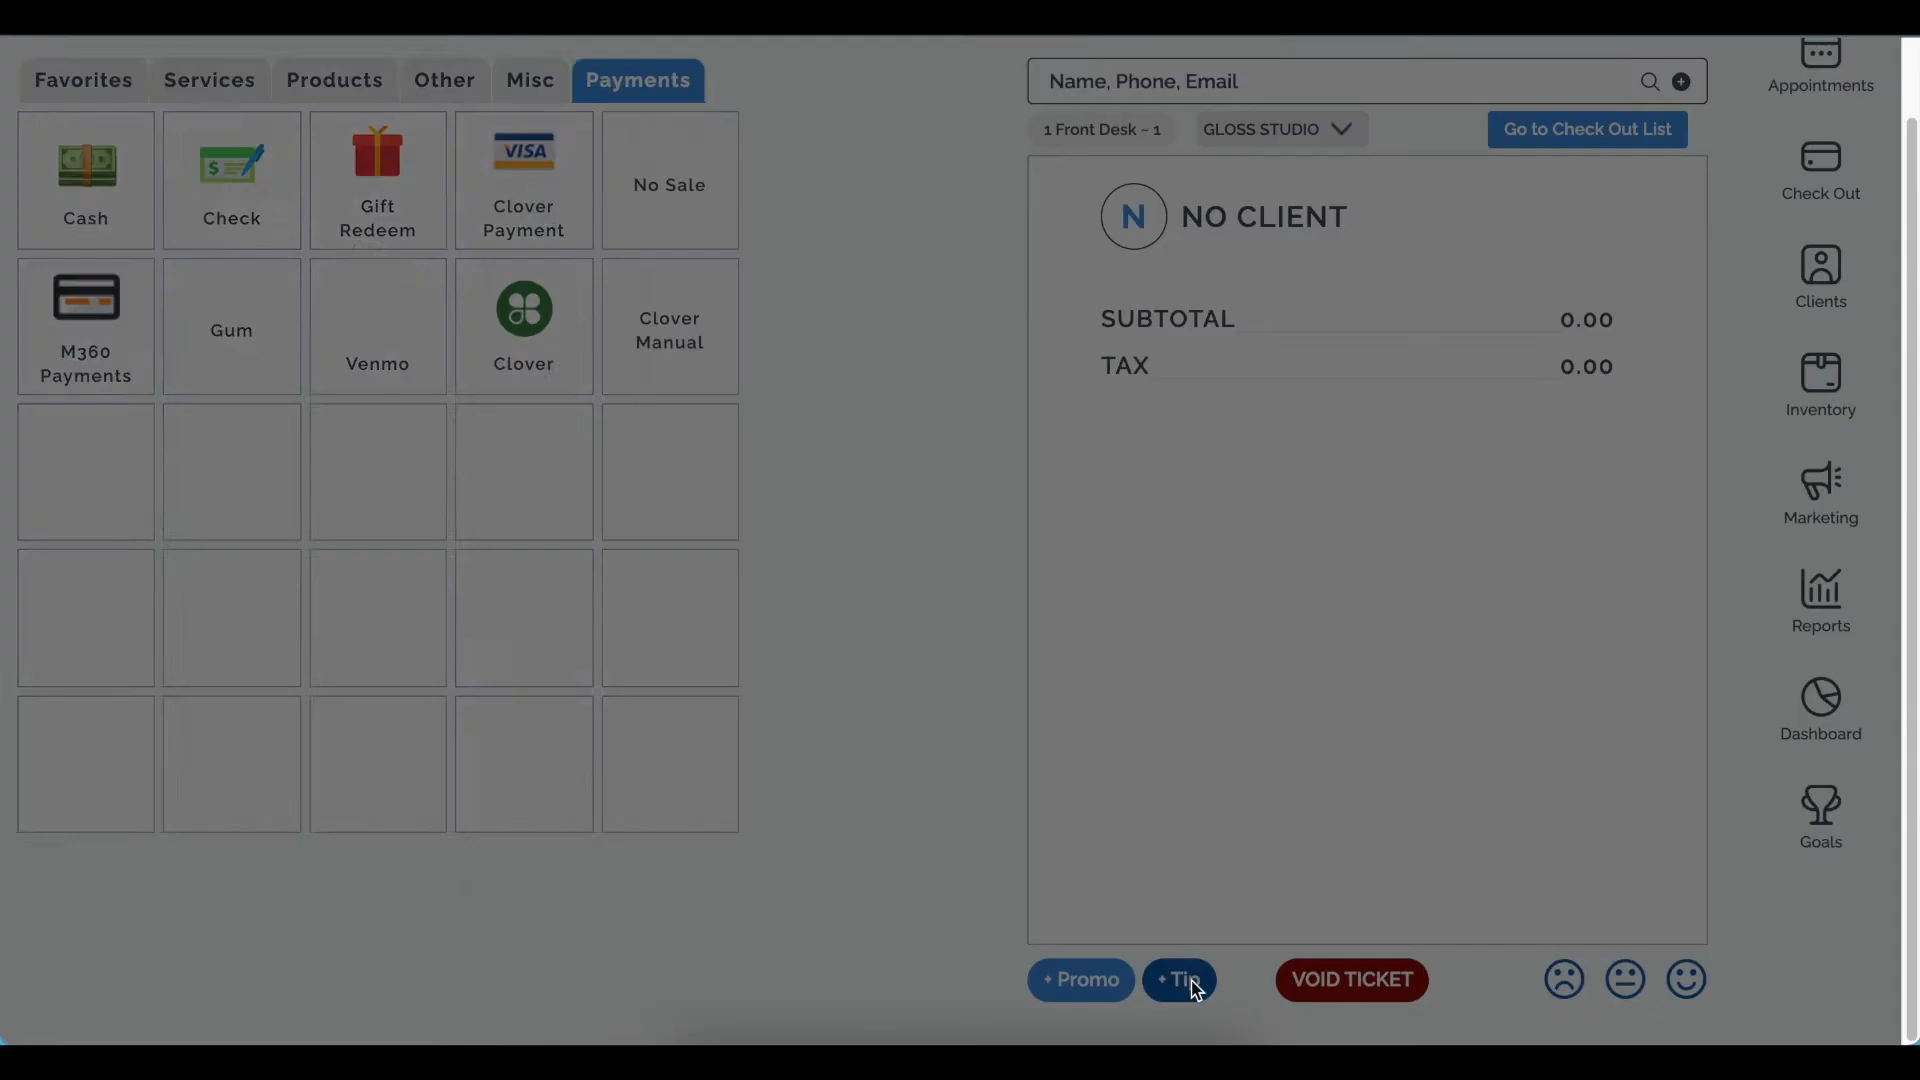 Favorites
Services
Products
Other
Misc
Payments
Cash
Check
Gift
Redeem
VISA
Clover
Payment
No Sale
M360
Payments
Gum
Venmo
Clover
Clover
Manual
Name, Phone, Email
1 Front Desk - 1
GLOSS STUDIO
Go to Check Out List
N
NO CLIENT
SUBTOTAL 0.00
TAX 0.00
+ Promo
+ Tip
VOID TICKET
Appointments
Check Out
Clients
Inventory
Marketing
Reports
Dashboard
Goals